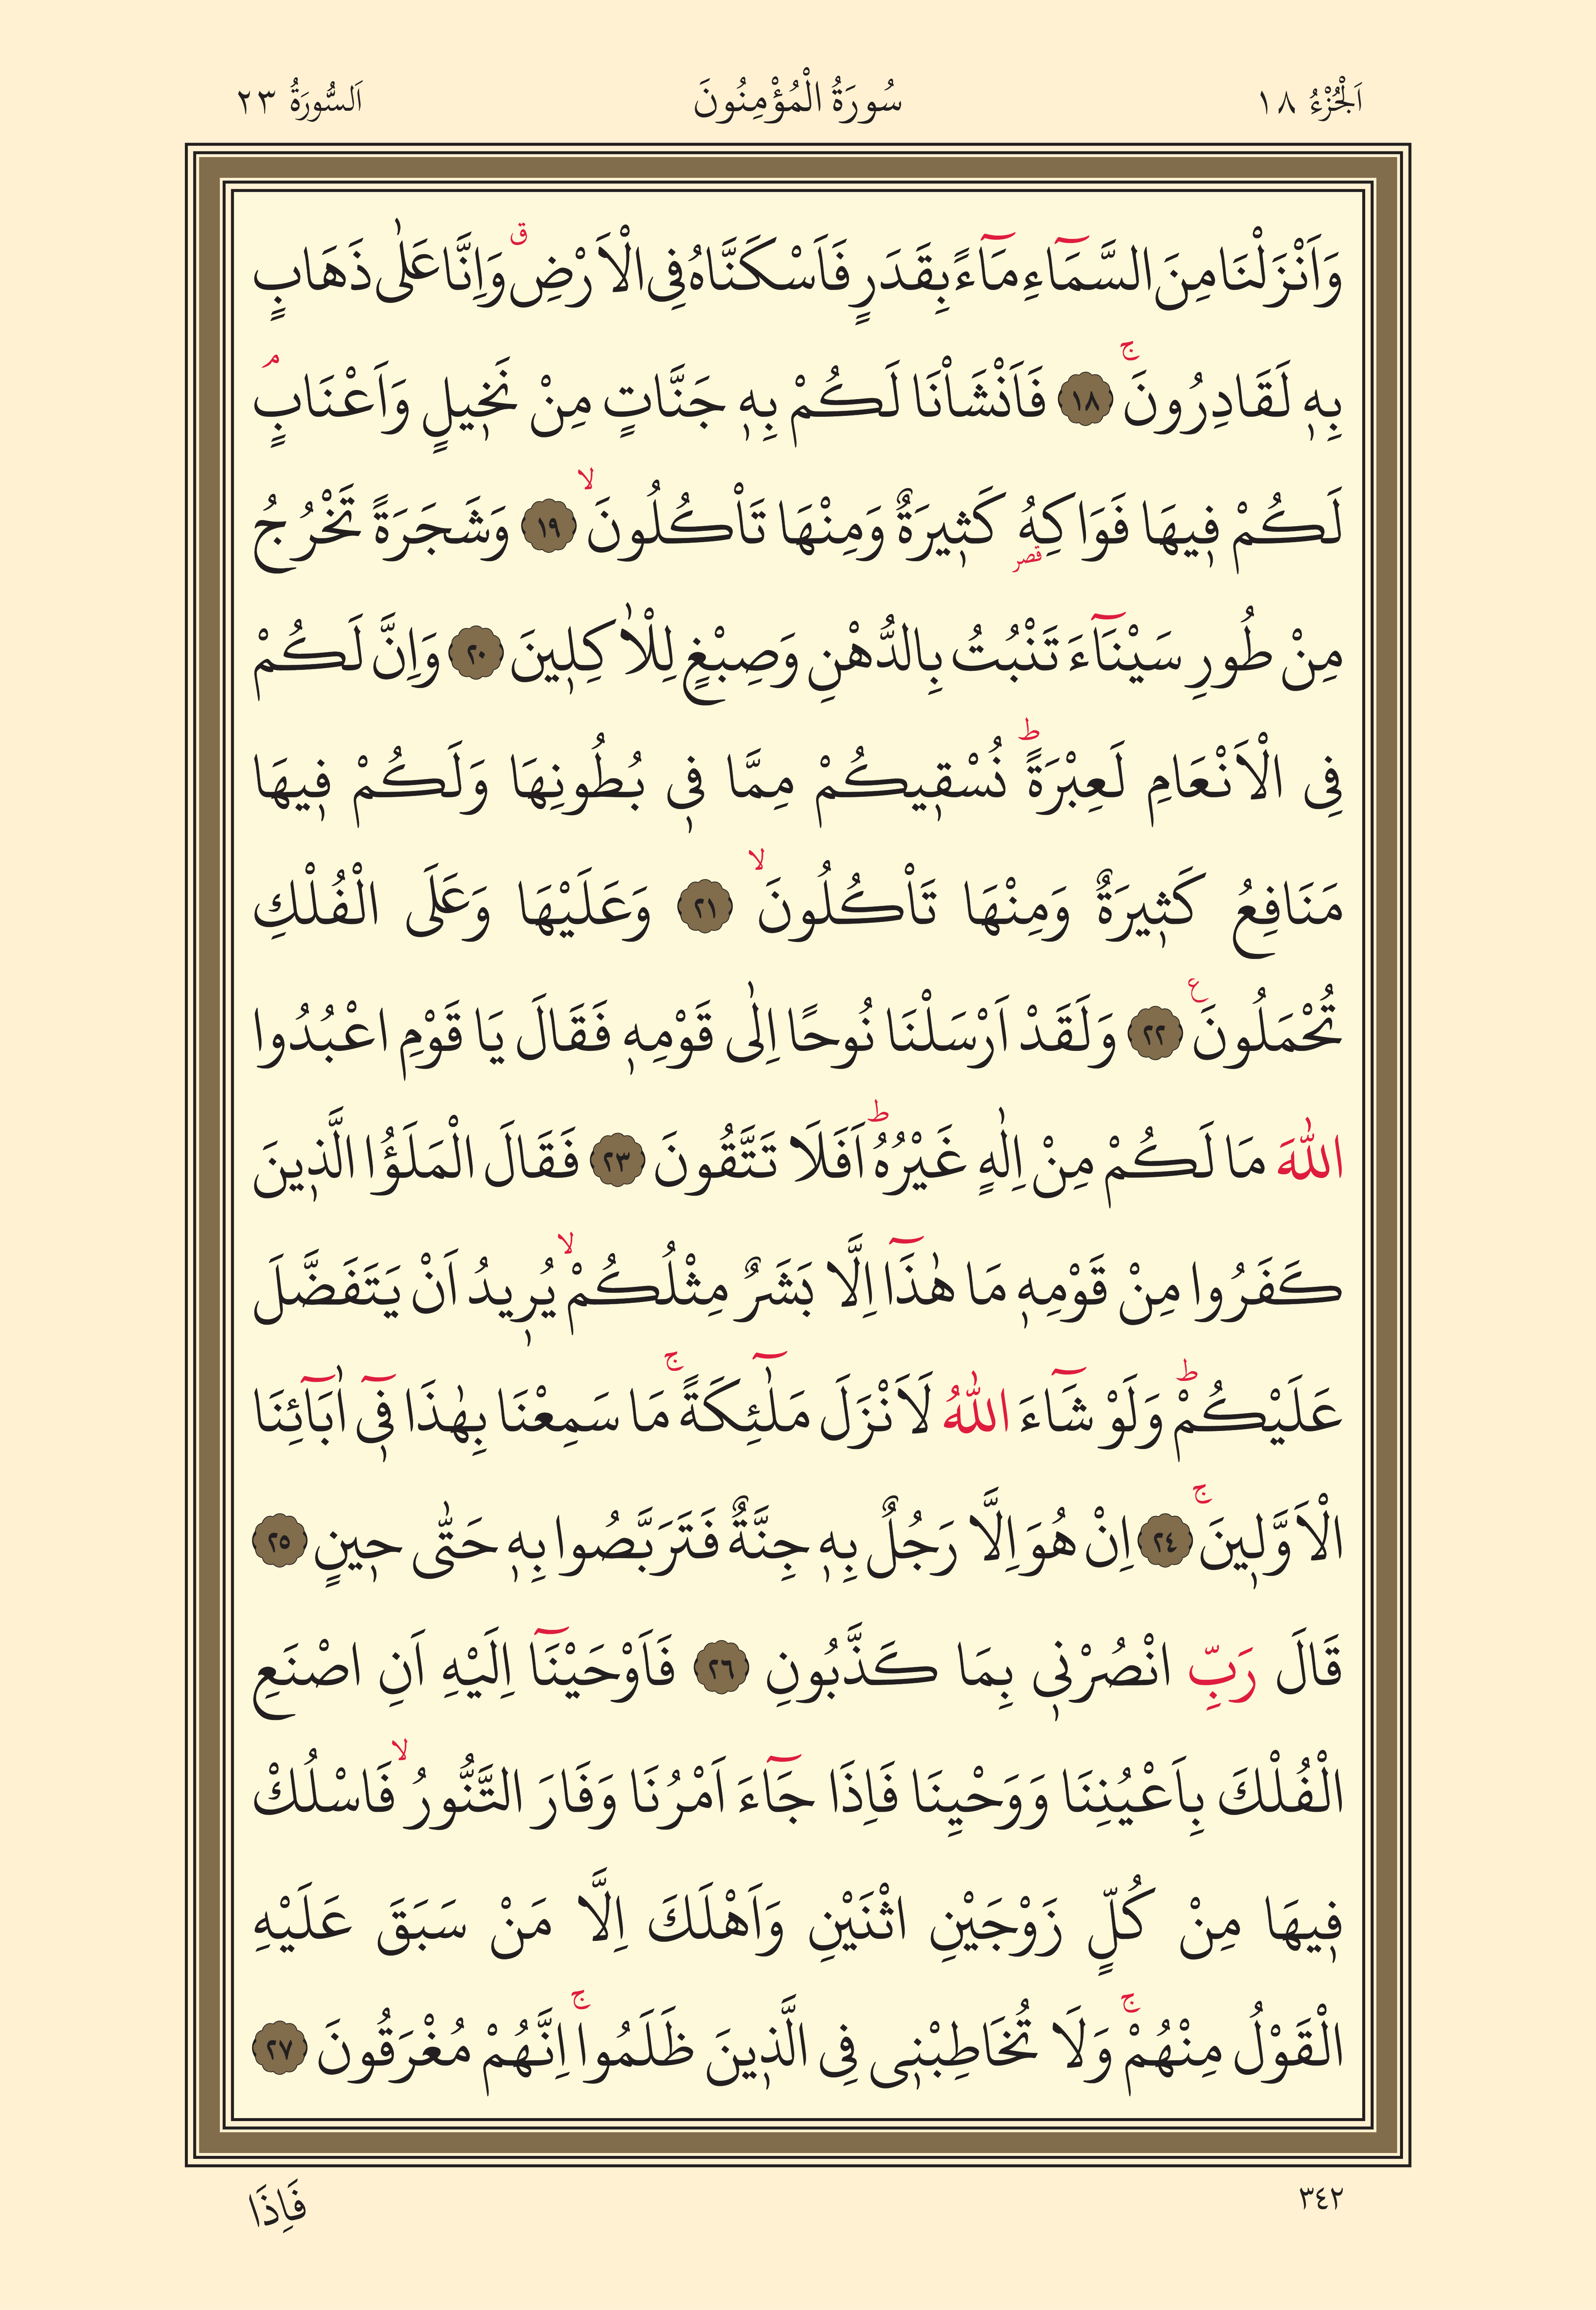 اَلْجُزْءُ ١٨ سُورَةُ الْمُؤْمِنُونَ اَلسُّورَةُ ٢٣
وَاَنْزَلْنَا مِنَ السَّمَٓاءِ مَٓاءً بِقَدَرٍ فَاَسْكَنَّاهُ فِى الْاَرْضِۗ وَاِنَّا عَلٰى ذَهَابٍ
بِه۪ لَقَادِرُونَۚ ١٨ فَاَنْشَاْنَا لَكُمْ بِه۪ جَنَّاتٍ مِنْ نَخ۪يلٍ وَاَعْنَابٍۢ
لَكُمْ ف۪يهَا فَوَاكِهُ قصر كَث۪يرَةٌ وَمِنْهَا تَاْكُلُونَۙ ١٩ وَشَجَرَةً تَخْرُجُ
مِنْ طُورِ سَيْنَٓاءَ تَنْبُتُ بِالدُّهْنِ وَصِبْغٍ لِلْاٰكِل۪ينَ ٢٠ وَاِنَّ لَكُمْ
فِى الْاَنْعَامِ لَعِبْرَةًۜ نُسْق۪يكُمْ مِمَّا ف۪ى بُطُونِهَا وَلَكُمْ ف۪يهَا
مَنَافِعُ كَث۪يرَةٌ وَمِنْهَا تَاْكُلُونَۙ ٢١ وَعَلَيْهَا وَعَلَى الْفُلْكِ
تُحْمَلُونَ ع ٢٢ وَلَقَدْ اَرْسَلْنَا نُوحًا اِلٰى قَوْمِه۪ فَقَالَ يَا قَوْمِ اعْبُدُوا
اللّٰهَ مَا لَكُمْ مِنْ اِلٰهٍ غَيْرُهُۜ اَفَلَا تَتَّقُونَ ٢٣ فَقَالَ الْمَلَؤُا الَّذ۪ينَ
كَفَرُوا مِنْ قَوْمِه۪ مَا هٰذَٓا اِلَّا بَشَرٌ مِثْلُكُمْۙ يُر۪يدُ اَنْ يَتَفَضَّلَ
عَلَيْكُمْۜ وَلَوْ شَٓاءَ اللّٰهُ لَاَنْزَلَ مَلٰٓئِكَةًۚ مَا سَمِعْنَا بِهٰذَا ف۪ٓى اٰبَٓائِنَا
الْاَوَّل۪ينَۚ ٢٤ اِنْ هُوَ اِلَّا رَجُلٌ بِه۪ جِنَّةٌ فَتَرَبَّصُوا بِه۪ حَتّٰى ح۪ينٍ ٢٥
قَالَ رَبِّ انْصُرْن۪ى بِمَا كَذَّبُونِ ٢٦ فَاَوْحَيْنَٓا اِلَيْهِ اَنِ اصْنَعِ
الْفُلْكَ بِاَعْيُنِنَا وَوَحْيِنَا فَاِذَا جَٓاءَ اَمْرُنَا وَفَارَ التَّنُّورُۙ فَاسْلُكْ
ف۪يهَا مِنْ كُلٍّ زَوْجَيْنِ اثْنَيْنِ وَاَهْلَكَ اِلَّا مَنْ سَبَقَ عَلَيْهِ
الْقَوْلُ مِنْهُمْۚ وَلَا تُخَاطِبْن۪ى فِى الَّذ۪ينَ ظَلَمُواۚ اِنَّهُمْ مُغْرَقُونَ ٢٧
٣٤٢ فَاِذَا